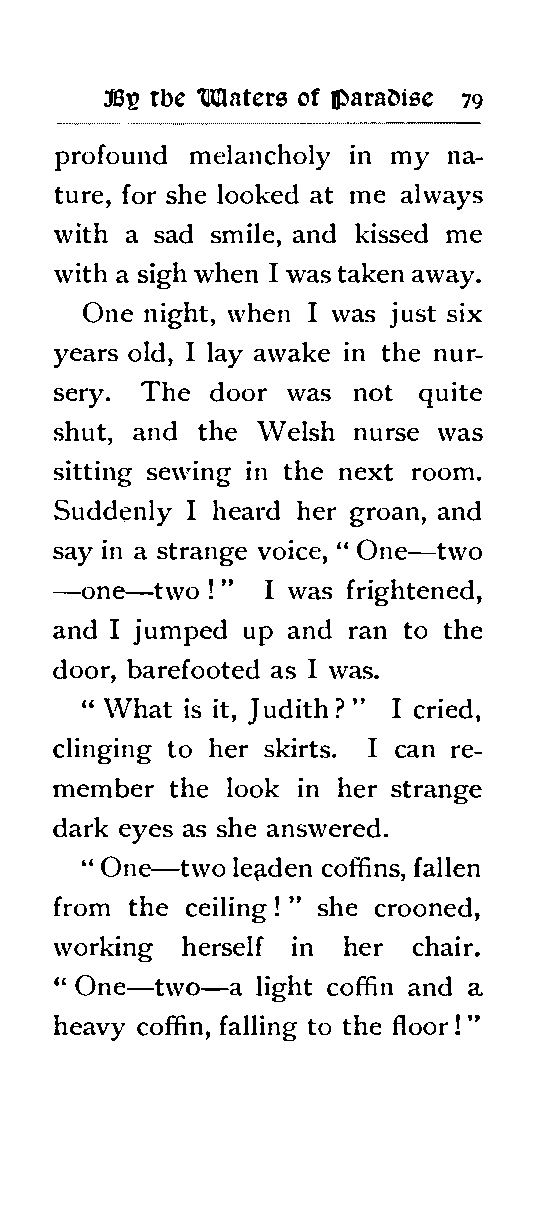 By the Waters of Paradise 79
profound melancholy in my na-
ture, for she looked at me always
with a sad smile, and kissed me
with a sigh when I was taken away.
One night, when I was just six
years old, I lay awake in the nur-
sery. The door was not quite
shut, and the Welsh nurse was
sitting sewing in the next room.
Suddenly I heard her groan, and
say in a strange voice, “ One—two
—one—two ! ” I was frightened,
and I jumped up and ran to the
door, barefooted as I was.
“ What is it, Judith ? ” I cried,
clinging to her skirts. I can re-
member the look in her strange
dark eyes as she answered.
“ One—two leaden coffins, fallen
from the ceiling ! ” she crooned,
working herself in her chair.
“ One—two—a light coffin and a
heavy coffin, falling to the floor ! ”